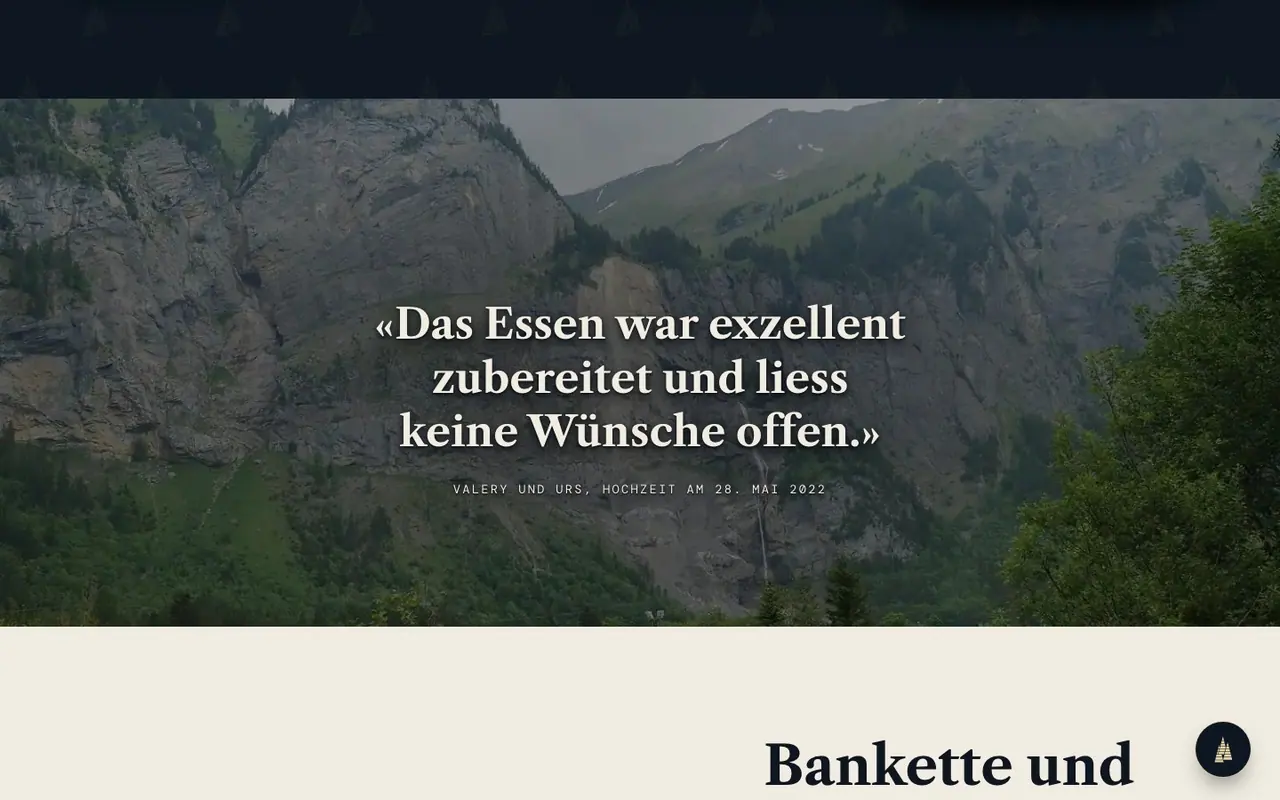 «Das Essen war exzellent
zubereitet und liess
keine Wünsche offen.»
VALERY UND URS, HOCHZEIT AM 28. MAI 2022
Bankette und